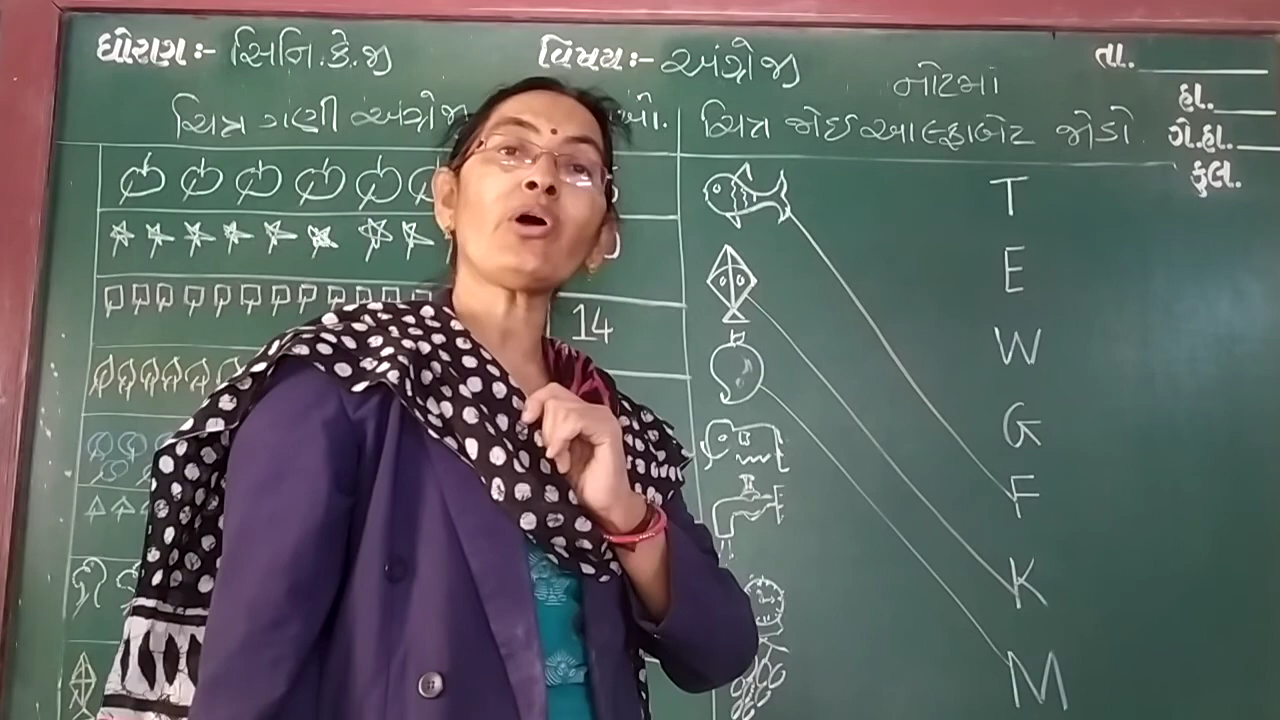 ધોરણ:- સિનિ.કે.જી
વિષય:- અંગ્રેજી
નોટમાં
તા.
હા.
ગે.હા.
કુલ.
ચિત્ર ગણી
ચિત્ર જોઈ આલ્ફાબેટ જોડો
14
T
E
W
G
F
K
M